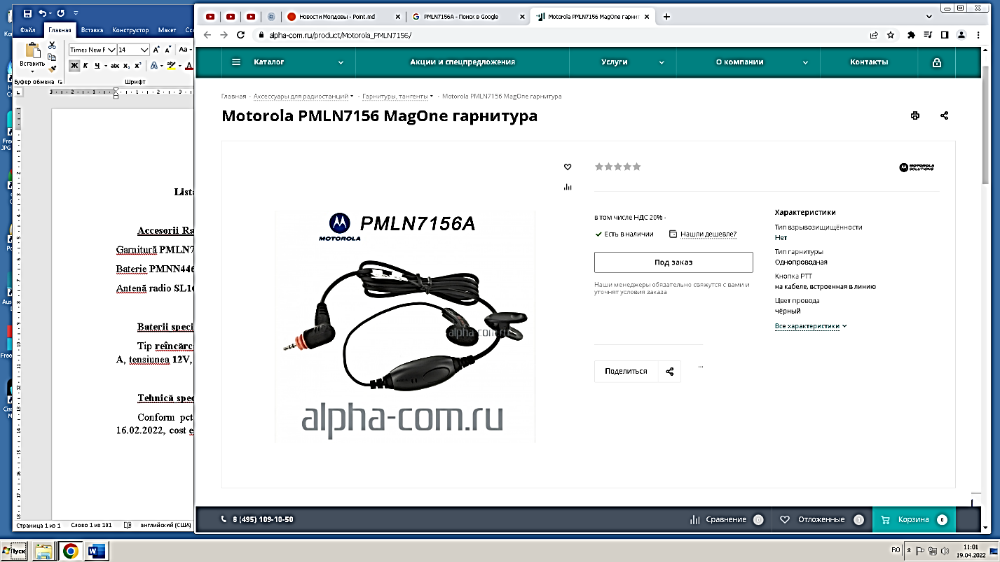 Новости Молдовы - Point.md
PMLN7156A - Поиск в Google
Motorola PMLN7156 MagOne гарнит
alpha-com.ru/product/Motorola_PMLN7156/
Файл
Главная
Вставка
Конструктор
Макет
Times New F
14
Aa
Вставить
Ж К Ч abc x₂ x²
Буфер обмена
Шрифт
Lista
Accesorii Ra
Garnitură PMLN7
Baterie PMNN446
Antenă radio SL16
Baterii speci
Tip reîncărc
A, tensiunea 12V,
Tehnică spec
Conform pct
16.02.2022, cost e
Страница 1 из 1
Слово 1 из 101
английский (США)
Каталог
Акции и спецпредложения
Услуги
О компании
Контакты
Главная - Аксессуары для радиостанций - Гарнитуры, тангенты - Motorola PMLN7156 MagOne гарнитура
Motorola PMLN7156 MagOne гарнитура
MOTOROLA
PMLN7156A
alpha-com.ru
alpha-com.ru
MOTOROLA
SOLUTIONS
в том числе НДС 20% -
Есть в наличии
Нашли дешевле?
Под заказ
Наши менеджеры обязательно свяжутся с вами и
уточнят условия заказа
Характеристики
Тип взрывозищищённости
Нет
Тип гарнитуры
Однопроводная
Кнопка PTT
на кабеле, встроенная в линию
Цвет провода
чёрный
Все характеристики
Поделиться
...
8 (495) 109-10-50
Сравнение 0
Отложенные 0
Корзина 0
Пуск
RO
11:01
19.04.2022